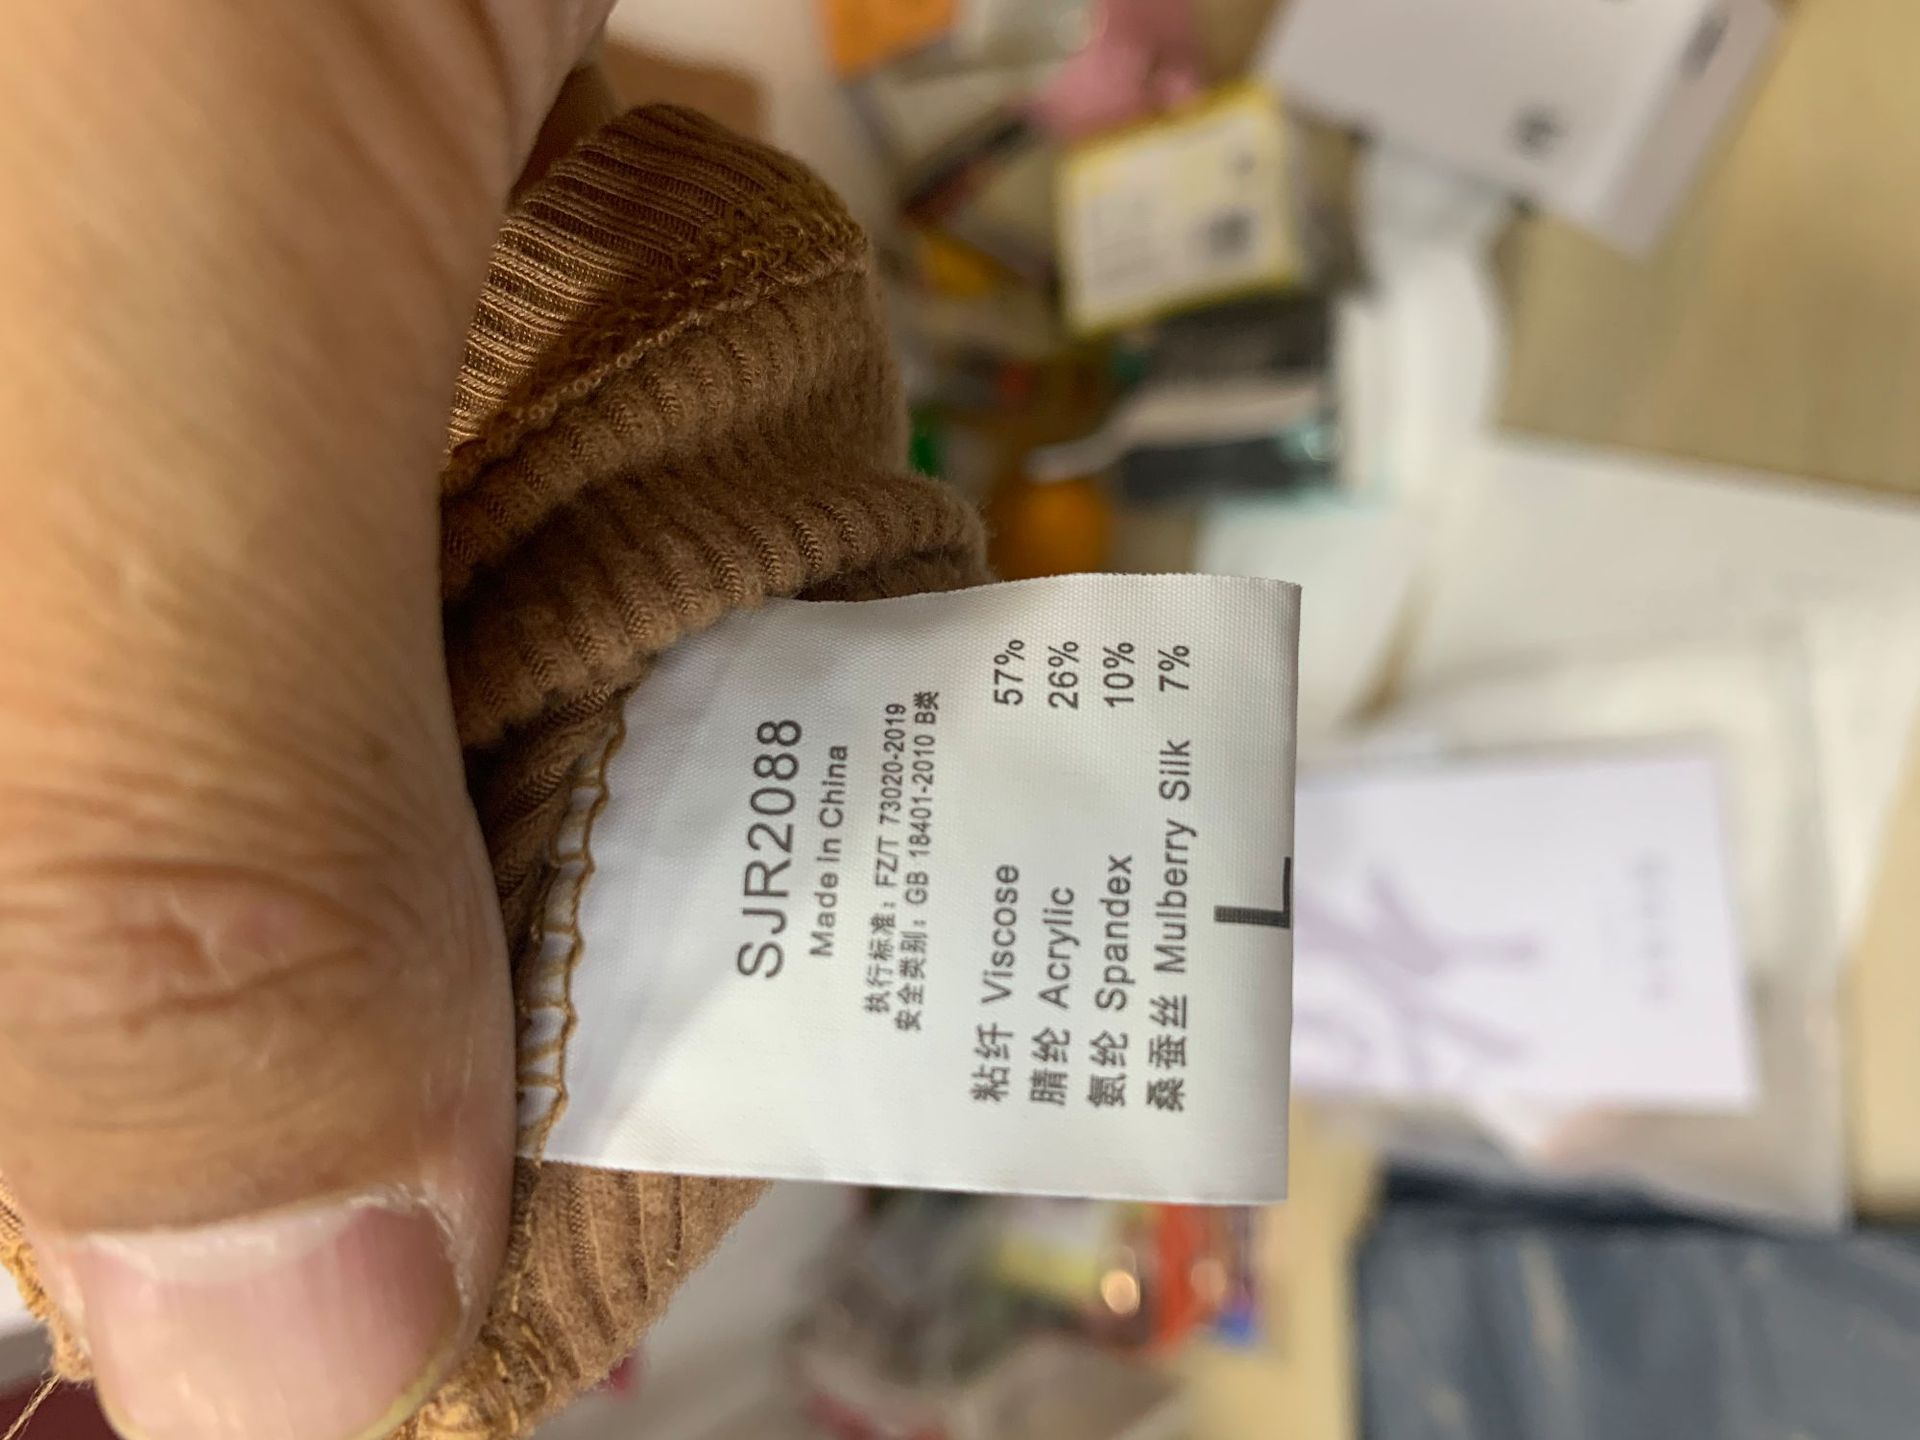 SJR2088
Made in China
执行标准：FZ/T 73020-2019
安全类别：GB 18401-2010 B类
粘纤 Viscose 57%
腈纶 Acrylic 26%
氨纶 Spandex 10%
桑蚕丝 Mulberry Silk 7%
L